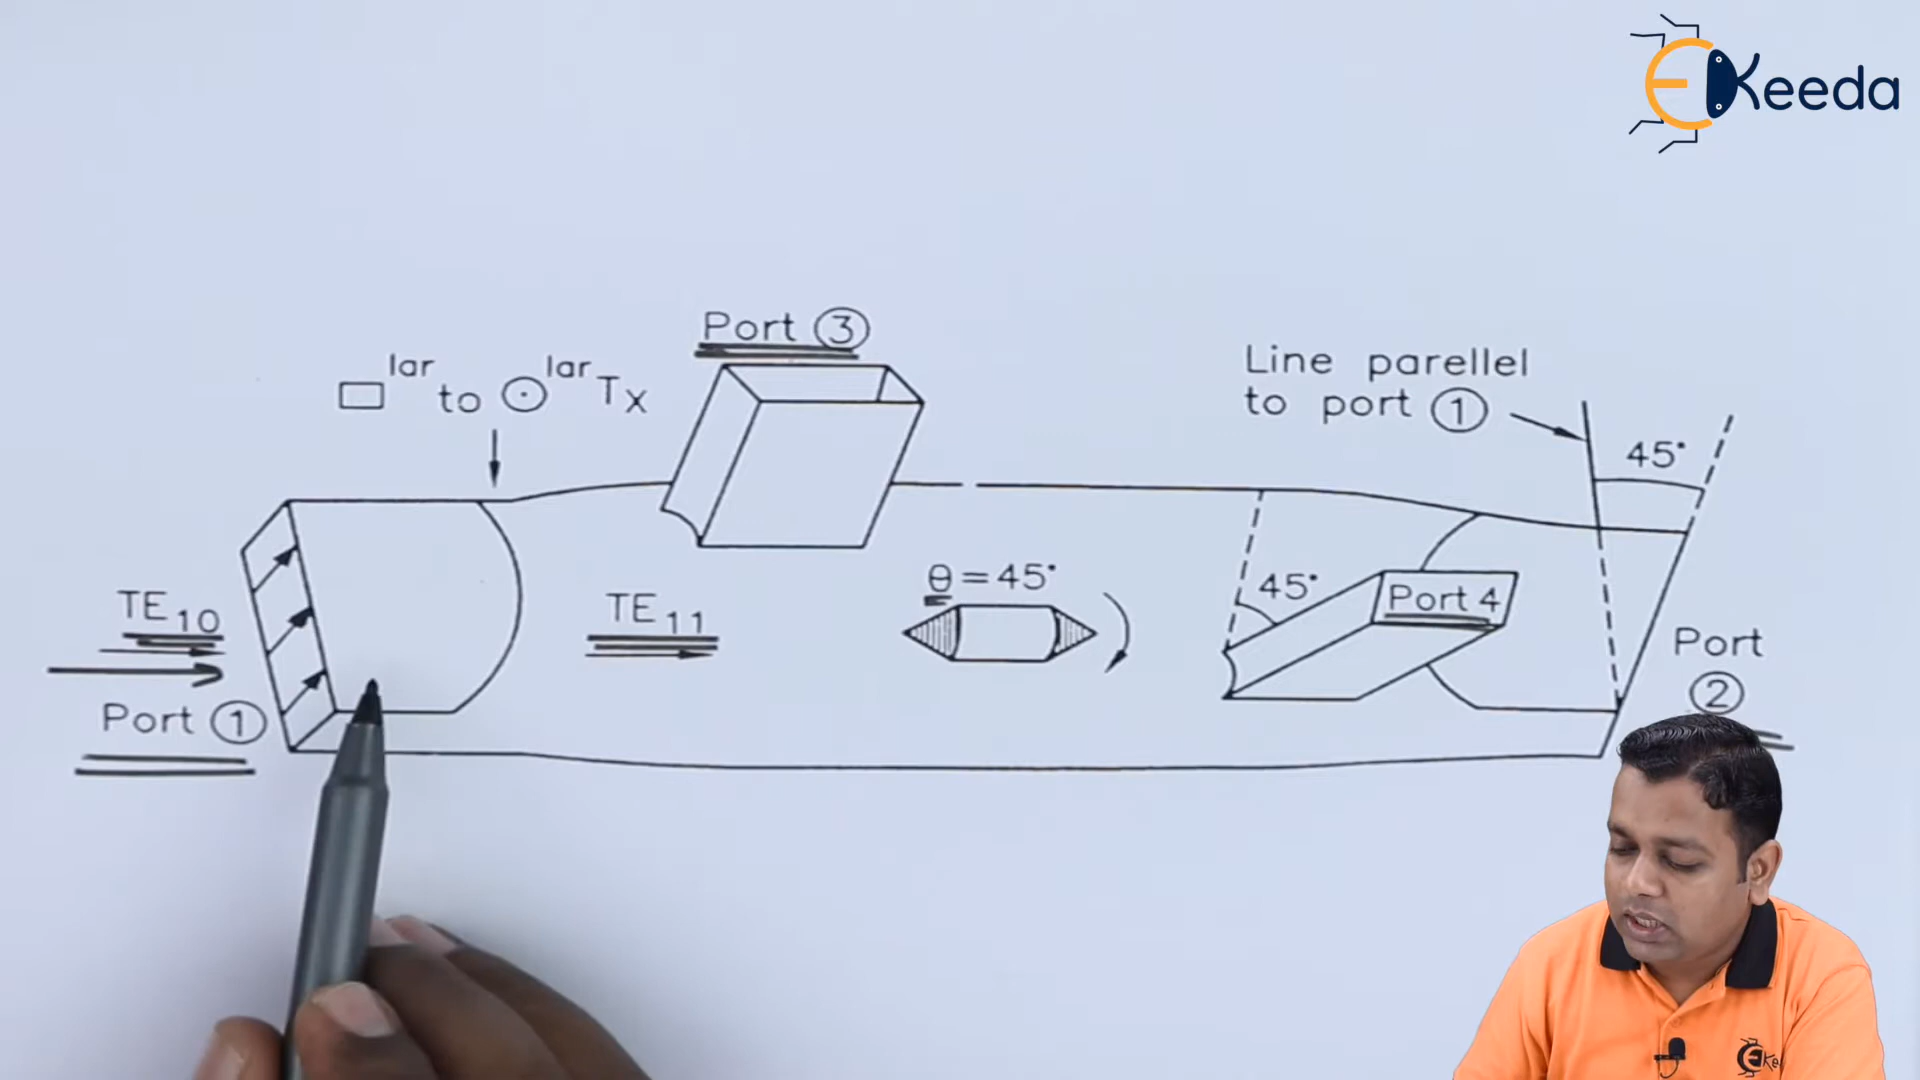 EKeeda
Port ③
□lar to ⊙lar Tx
Line parellel
to port ①
45°
TE10
Port ①
TE11
θ=45°
45°
Port 4
Port
②